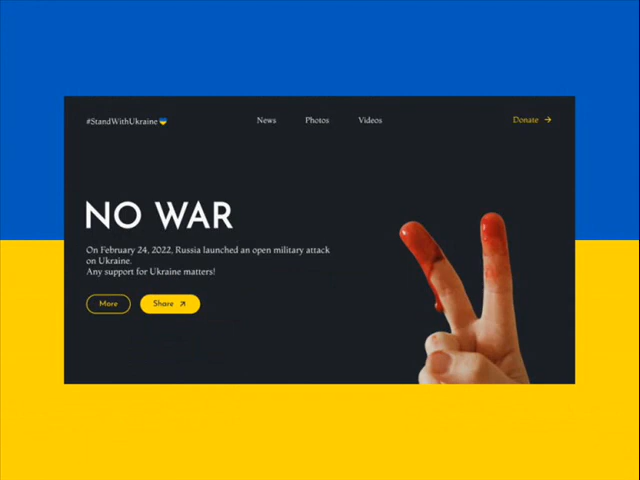 #StandWithUkraine
News
Photos
Videos
Donate →
NO WAR
On February 24, 2022, Russia launched an open military attack
on Ukraine.
Any support for Ukraine matters!
More
Share ↗